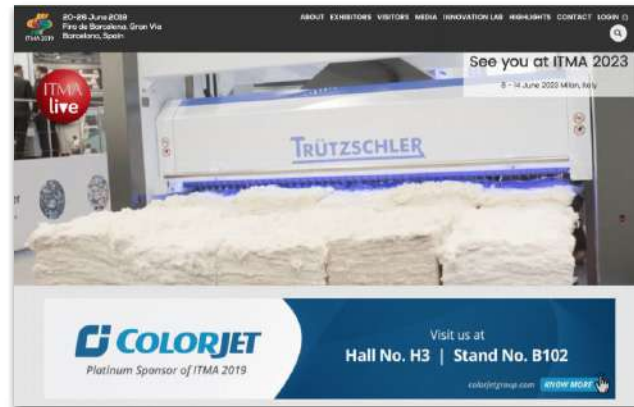 20-26 June 2019
Fira de Barcelona, Gran Via
Barcelona, Spain
ITMA 2019
ABOUT EXHIBITORS VISITORS MEDIA INNOVATION LAB HIGHLIGHTS CONTACT LOGIN
See you at ITMA 2023
8 - 14 June 2023 Milan, Italy
ITMA
live
TRÜTZSCHLER
COLORJET
Platinum Sponsor of ITMA 2019
Visit us at
Hall No. H3 | Stand No. B102
colorjetgroup.com KNOW MORE